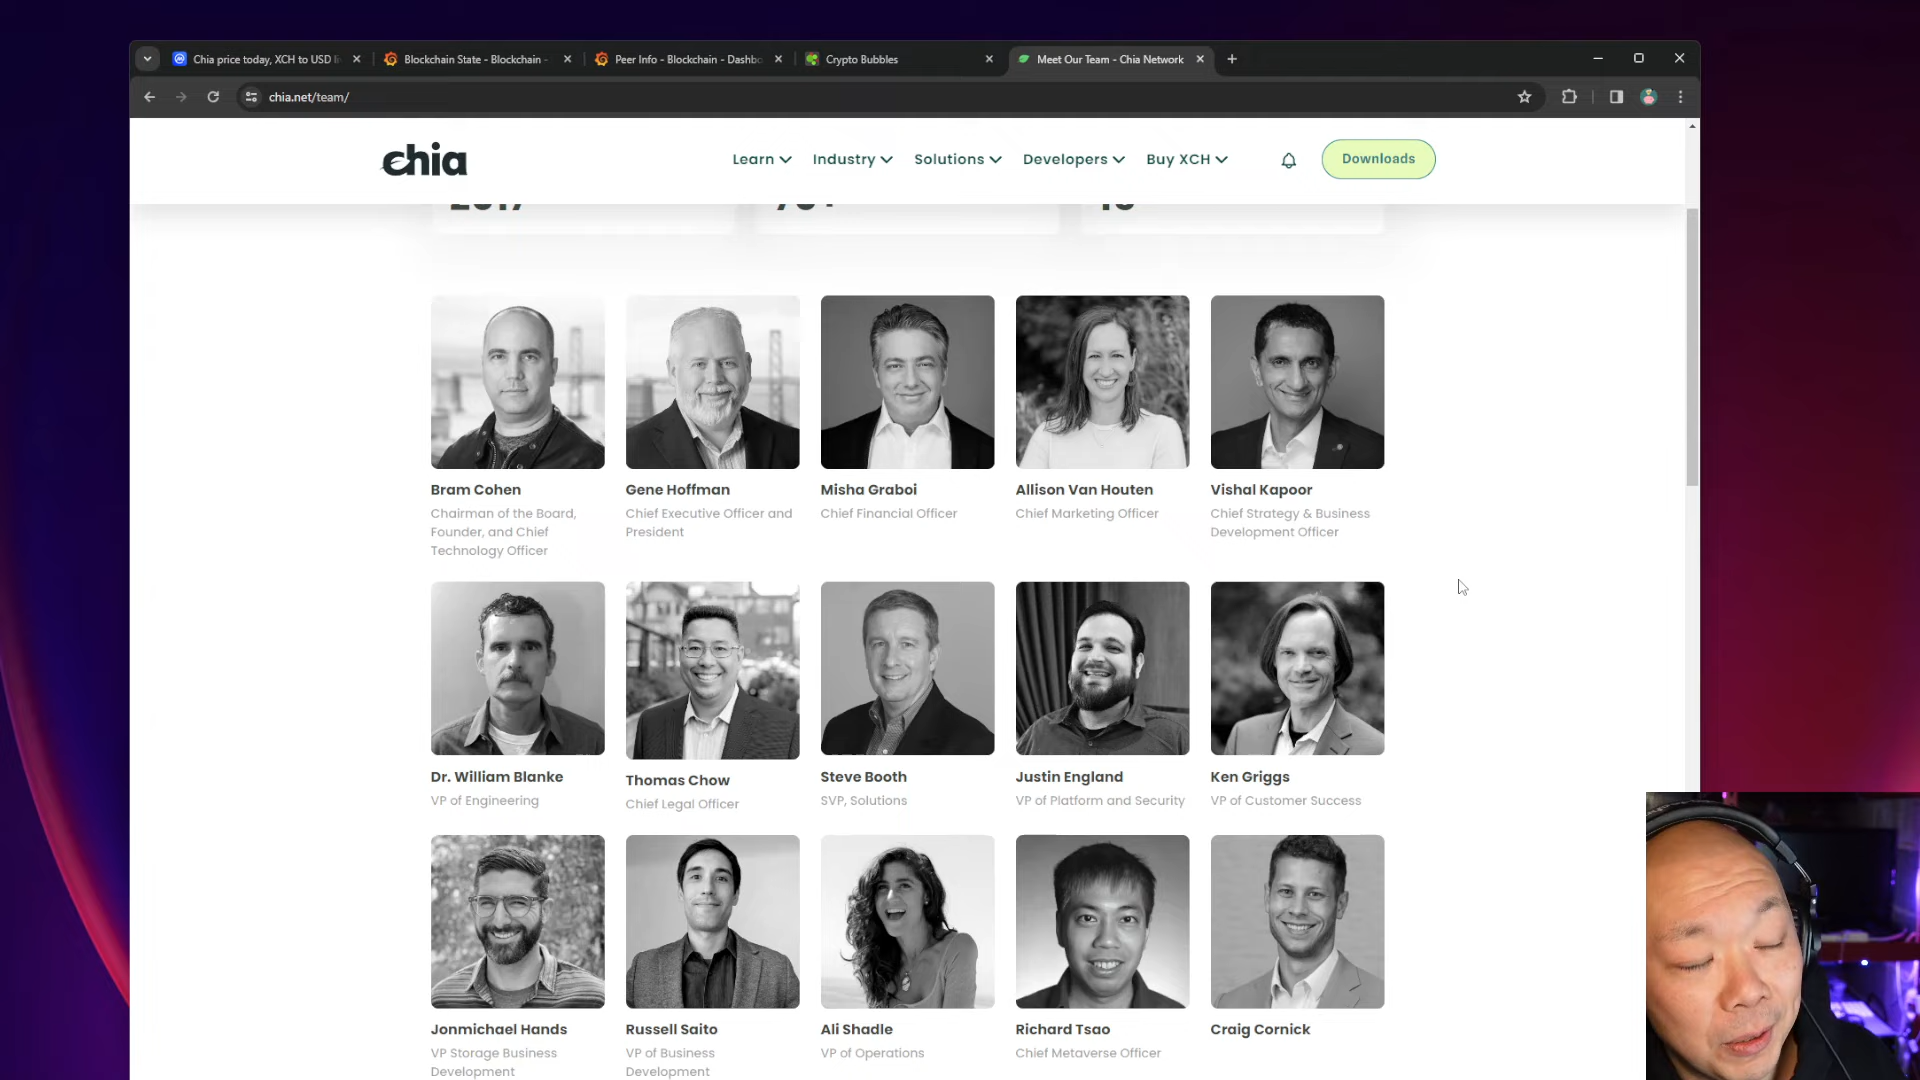 Chia price today, XCH to USD li
Blockchain State - Blockchain -
Peer Info - Blockchain - Dashbo
Crypto Bubbles
Meet Our Team - Chia Network
chia.net/team/
chia
Learn
Industry
Solutions
Developers
Buy XCH
Downloads
Bram Cohen
Chairman of the Board,
Founder, and Chief
Technology Officer
Gene Hoffman
Chief Executive Officer and
President
Misha Graboi
Chief Financial Officer
Allison Van Houten
Chief Marketing Officer
Vishal Kapoor
Chief Strategy & Business
Development Officer
Dr. William Blanke
VP of Engineering
Thomas Chow
Chief Legal Officer
Steve Booth
SVP, Solutions
Justin England
VP of Platform and Security
Ken Griggs
VP of Customer Success
Jonmichael Hands
VP Storage Business
Development
Russell Saito
VP of Business
Development
Ali Shadle
VP of Operations
Richard Tsao
Chief Metaverse Officer
Craig Cornick